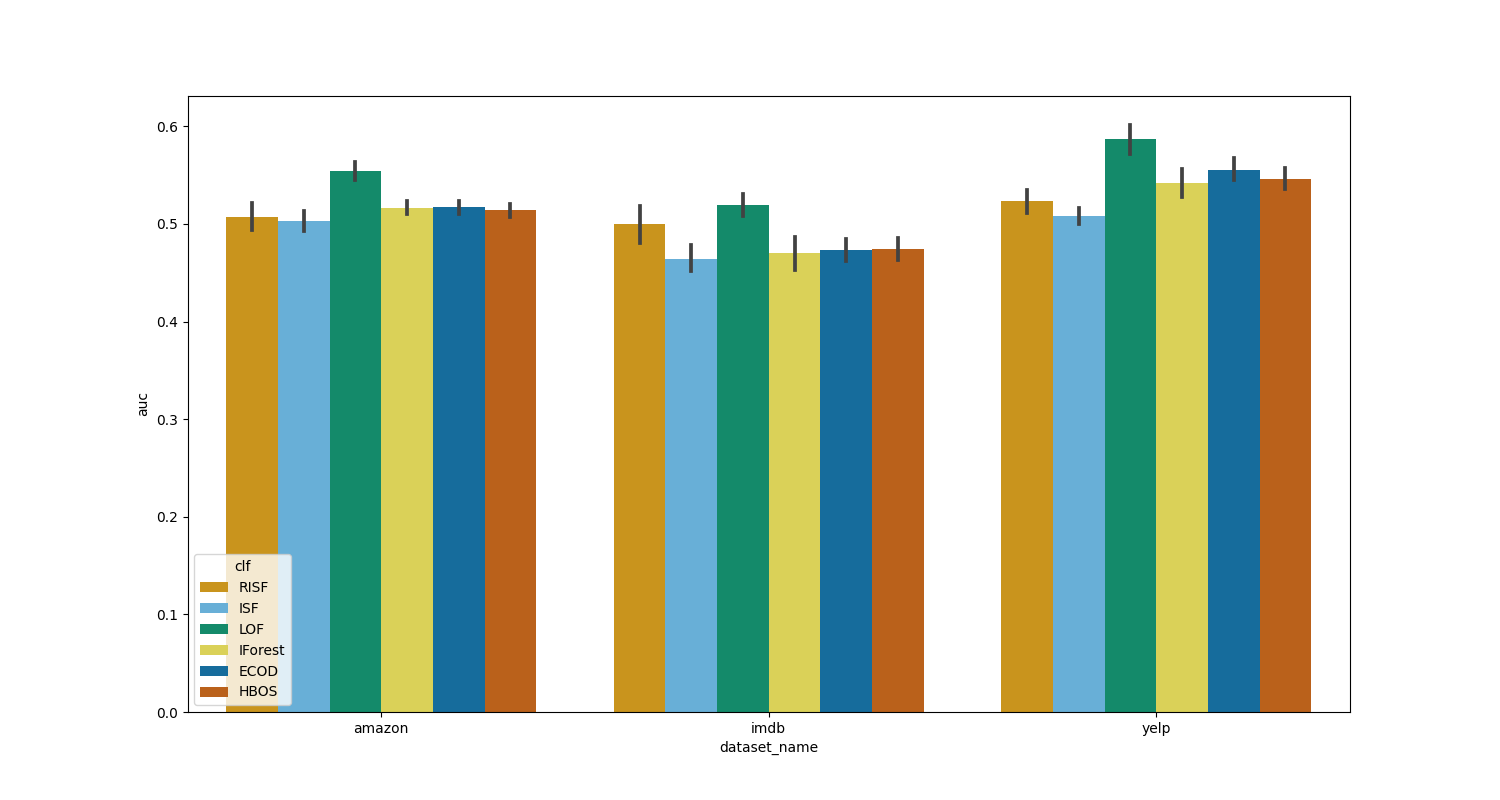 0.6
0.5
0.4
0.3
0.2
0.1
0.0
auc
clf
RISF
ISF
LOF
IForest
ECOD
HBOS
amazon
imdb
yelp
dataset_name